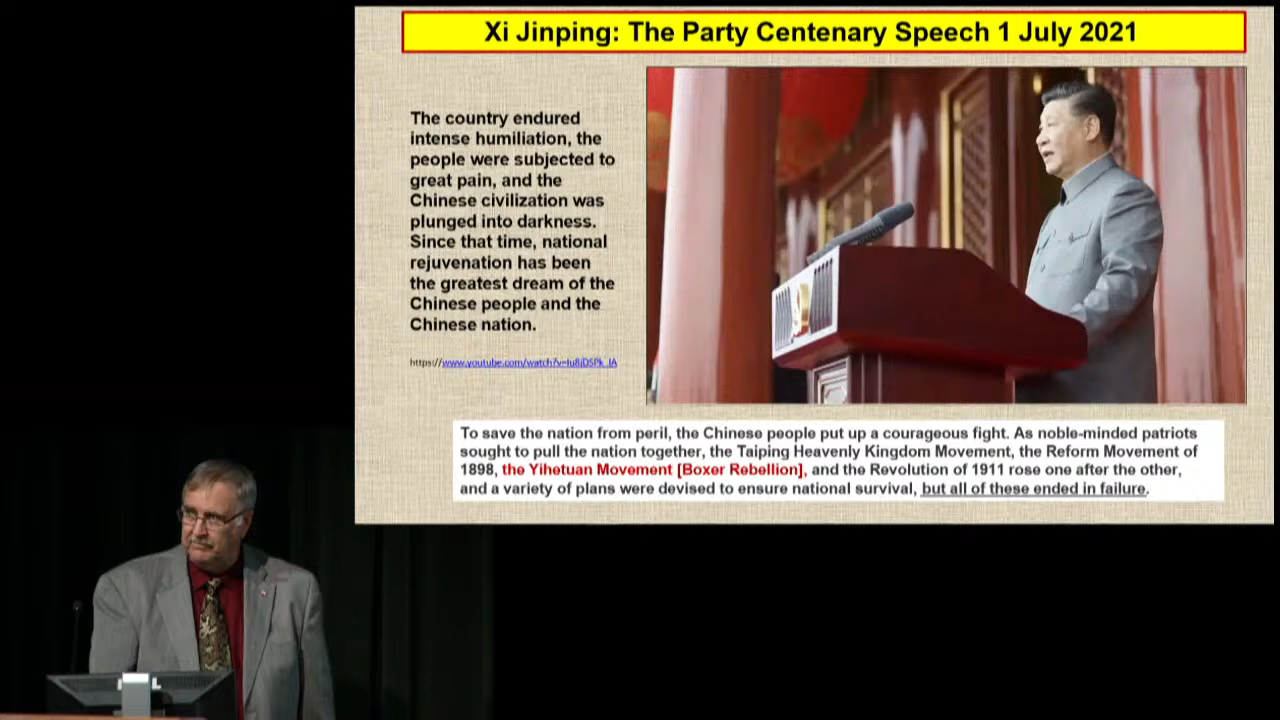 Xi Jinping: The Party Centenary Speech 1 July 2021
The country endured
intense humiliation, the
people were subjected to
great pain, and the
Chinese civilization was
plunged into darkness.
Since that time, national
rejuvenation has been
the greatest dream of the
Chinese people and the
Chinese nation.
To save the nation from peril, the Chinese people put up a courageous fight. As noble-minded patriots
sought to pull the nation together, the Taiping Heavenly Kingdom Movement, the Reform Movement of
1898, the Yihetuan Movement [Boxer Rebellion], and the Revolution of 1911 rose one after the other,
and a variety of plans were devised to ensure national survival, but all of these ended in failure.